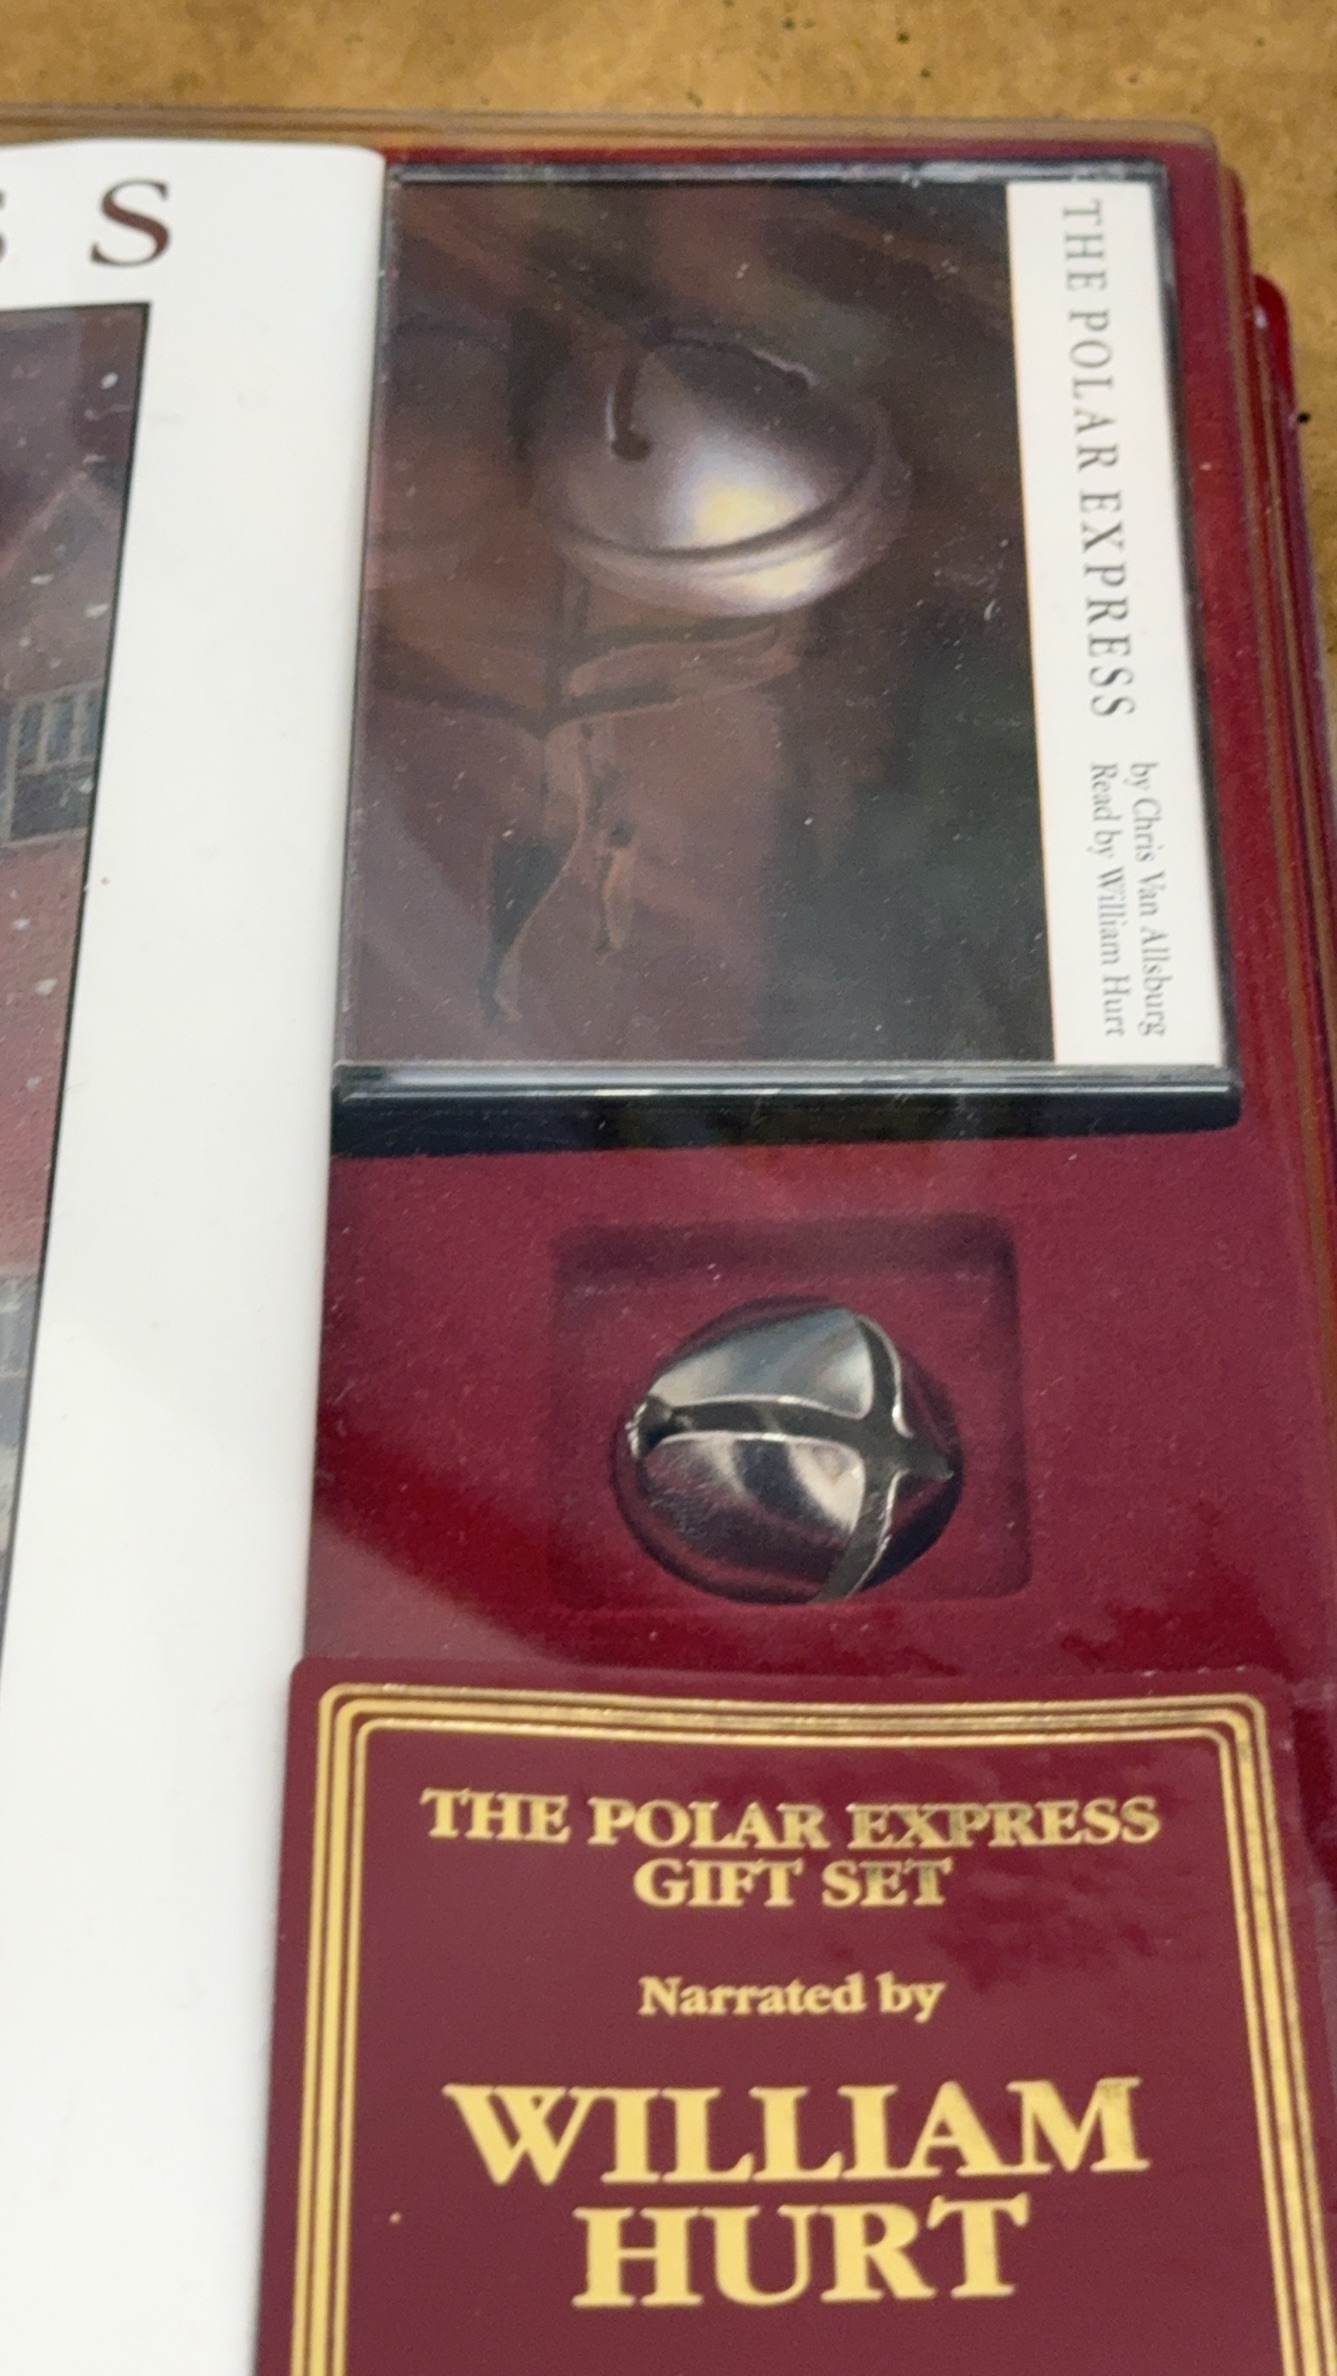 S S
THE POLAR EXPRESS
by Chris Van Allsburg
Read by William Hurt
THE POLAR EXPRESS
GIFT SET
Narrated by
WILLIAM
HURT